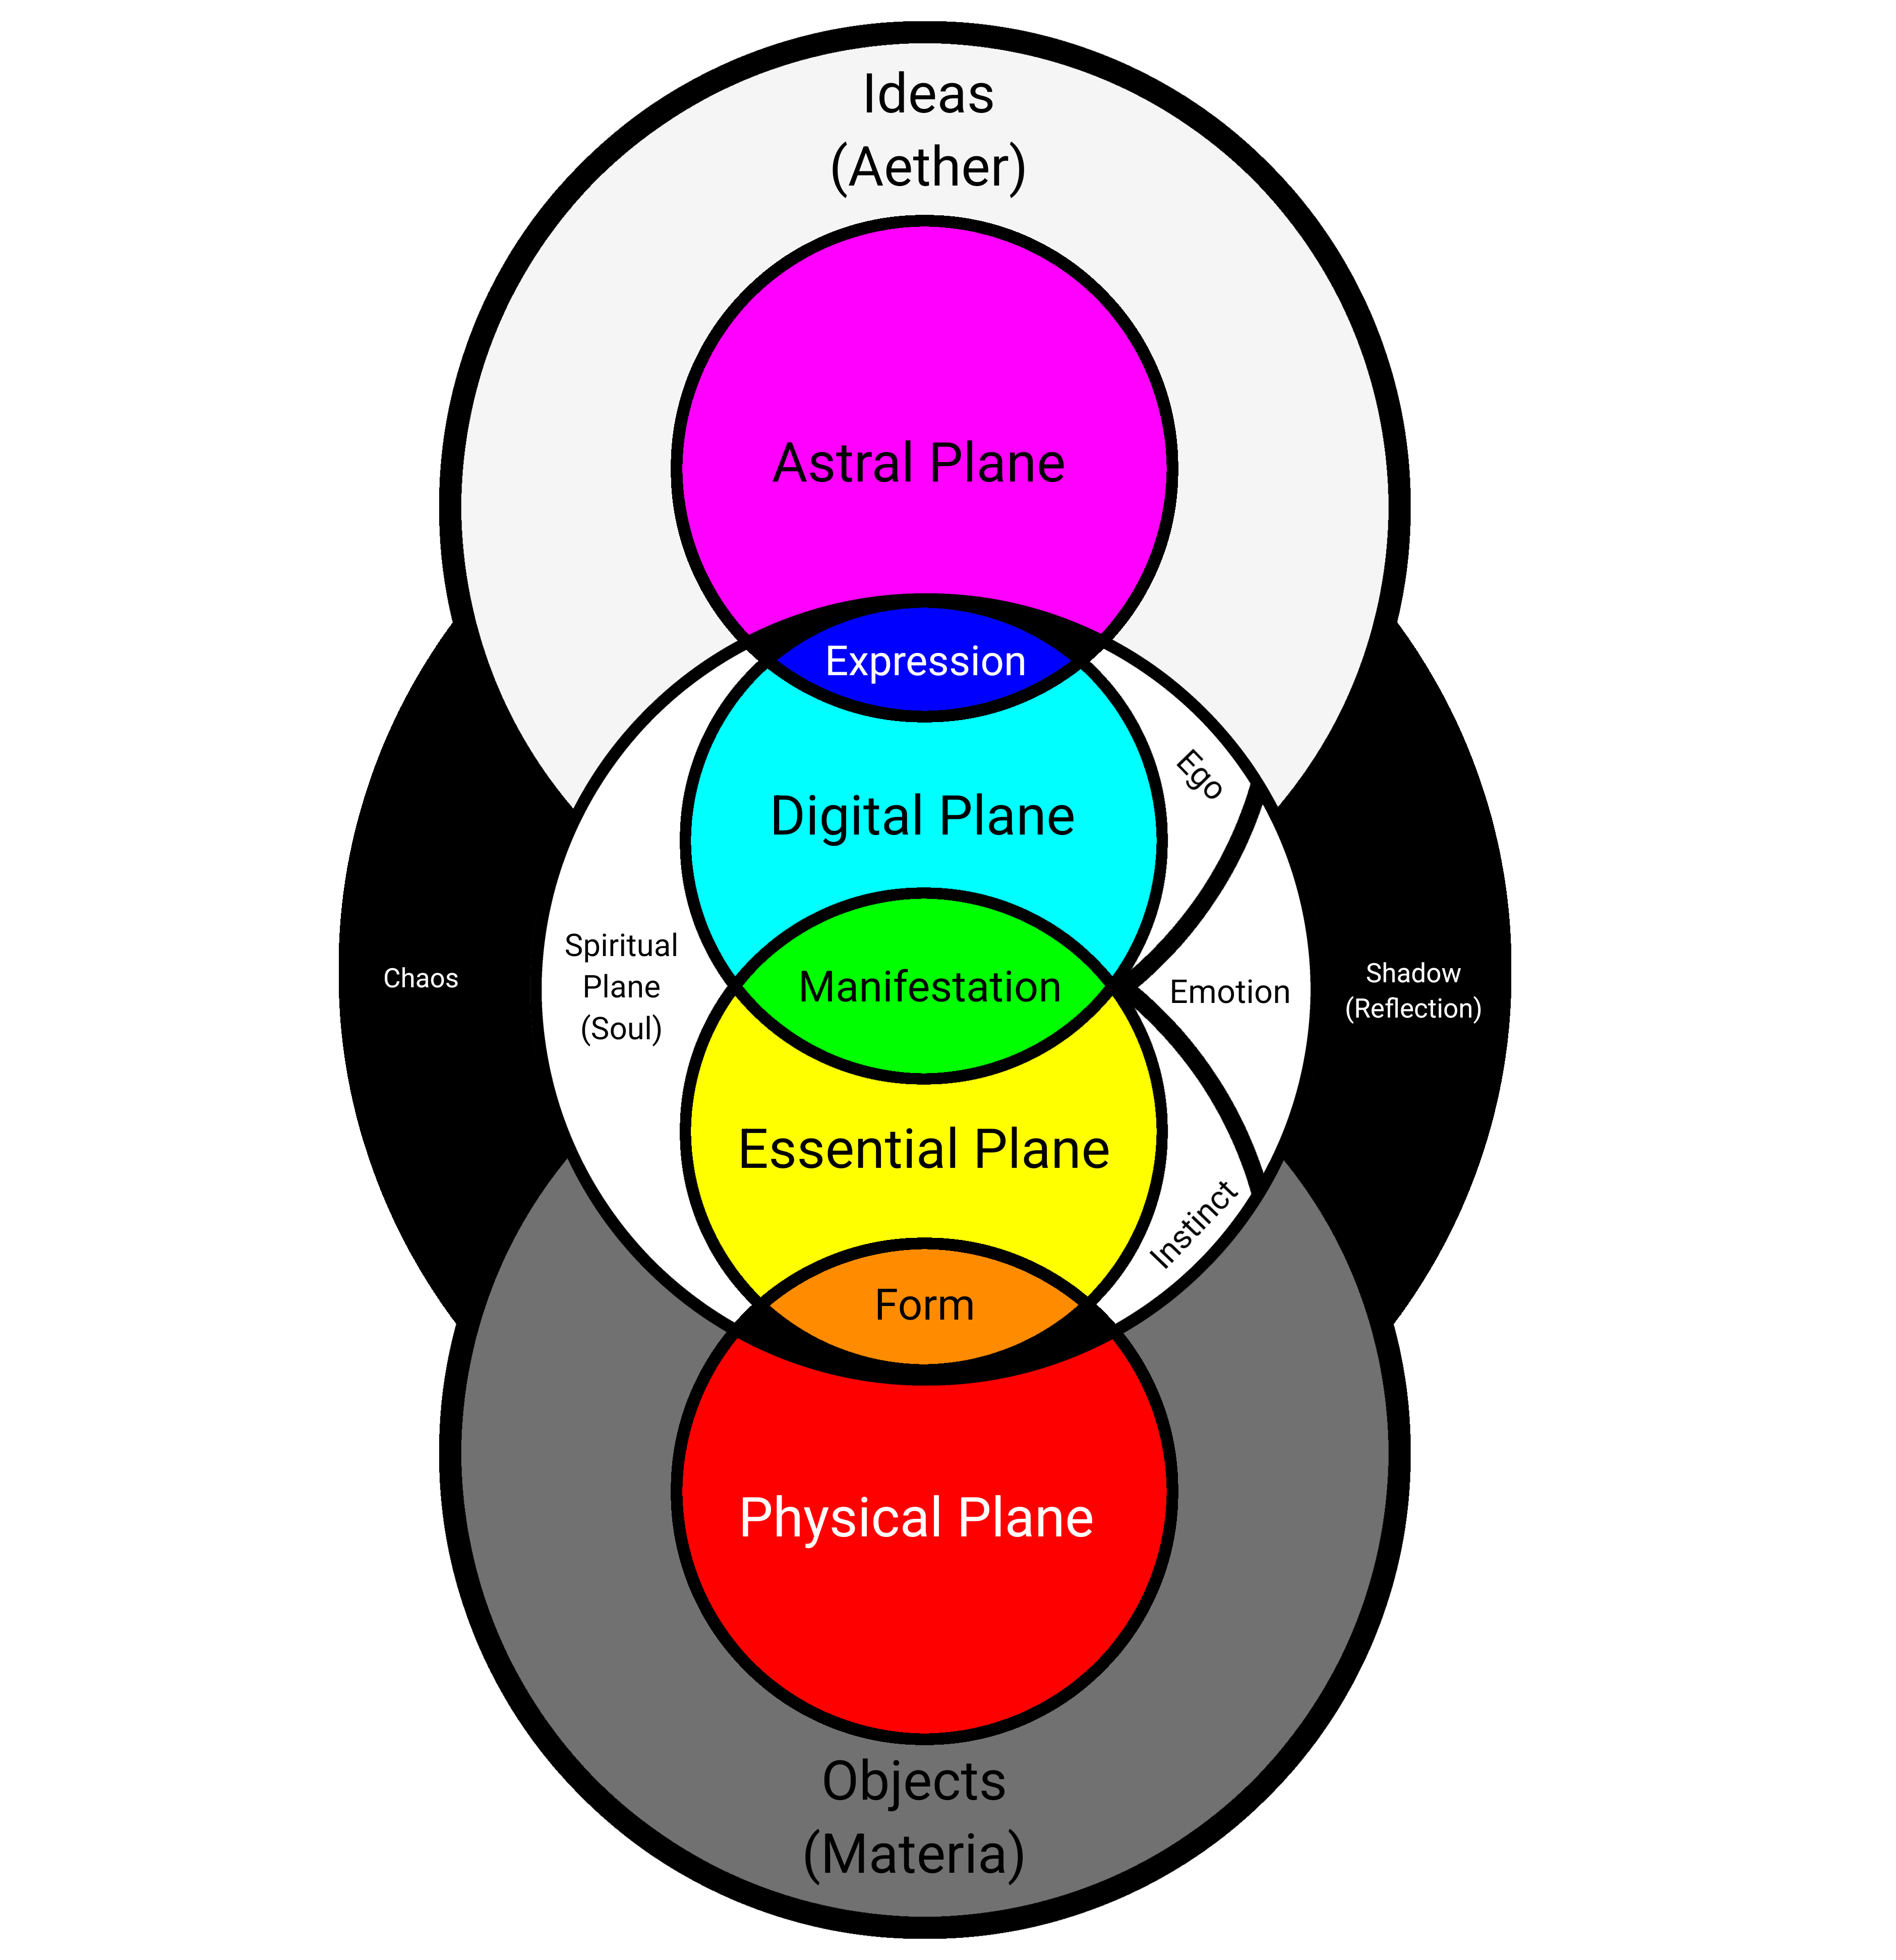 Ideas
(Aether)
Astral Plane
Expression
Ego
Digital Plane
Spiritual
Plane
(Soul)
Chaos
Manifestation
Emotion
Shadow
(Reflection)
Essential Plane
Instinct
Form
Physical Plane
Objects
(Materia)